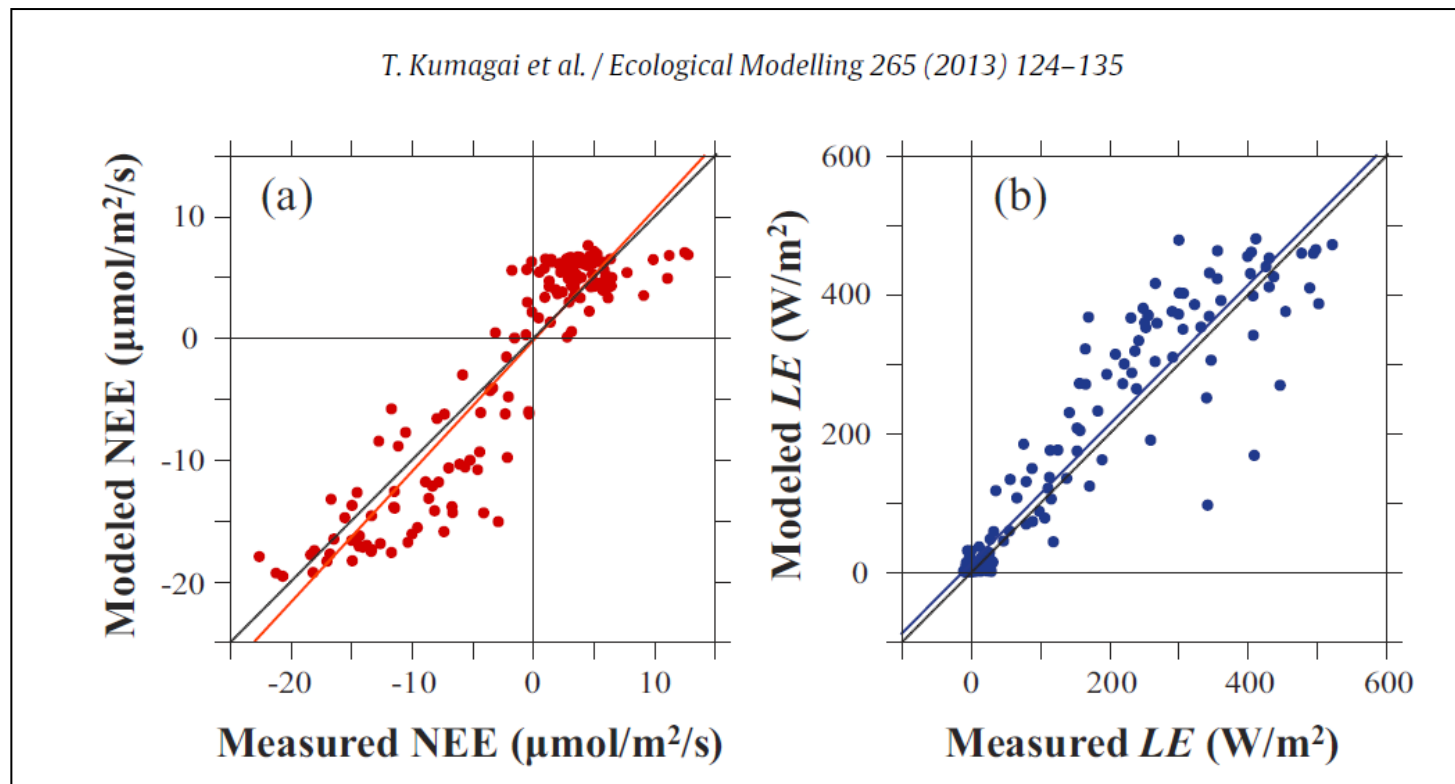 T. Kumagai et al. / Ecological Modelling 265 (2013) 124–135
(a)
Modeled NEE (μmol/m²/s)
10
0
-10
-20
-20
-10
0
10
Measured NEE (μmol/m²/s)
(b)
Modeled LE (W/m²)
600
400
200
0
0
200
400
600
Measured LE (W/m²)